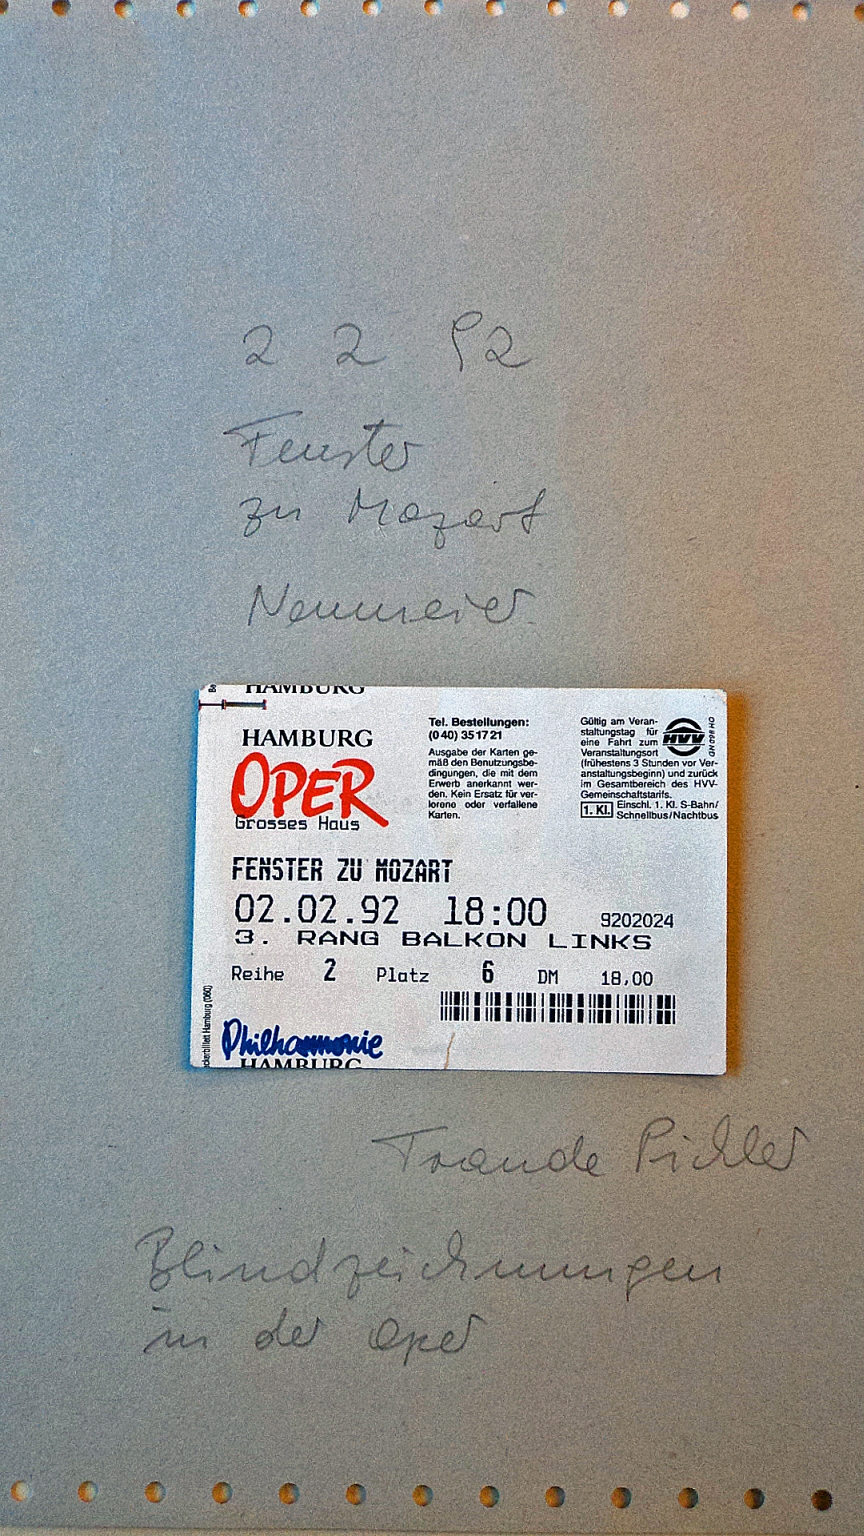 2 2 92
Fenster
zu Mozart
Neumeier
HAMBURG
HAMBURG
OPER
Grosses Haus
Tel. Bestellungen:
(0 40) 35 17 21
Ausgabe der Karten ge-
mäß den Benutzungsbe-
dingungen, die mit dem
Erwerb anerkannt wer-
den. Kein Ersatz für ver-
lorene oder verfallene
Karten.
Gültig am Veran-
staltungstag für
eine Fahrt zum
Veranstaltungsort
(frühestens 3 Stunden vor Ver-
anstaltungsbeginn) und zurück
im Gesamtbereich des HVV-
Gemeinschaftstarifs.
1. Kl. Einschl. 1. Kl. S-Bahn/
Schnellbus/Nachtbus
HVV
FENSTER ZU MOZART
02.02.92 18:00 9202024
3. RANG BALKON LINKS
Reihe 2 Platz 6 DM 18,00
Philharmonie
HAMBURG
Traude Pichler
Blindzeichnungen
in der Oper